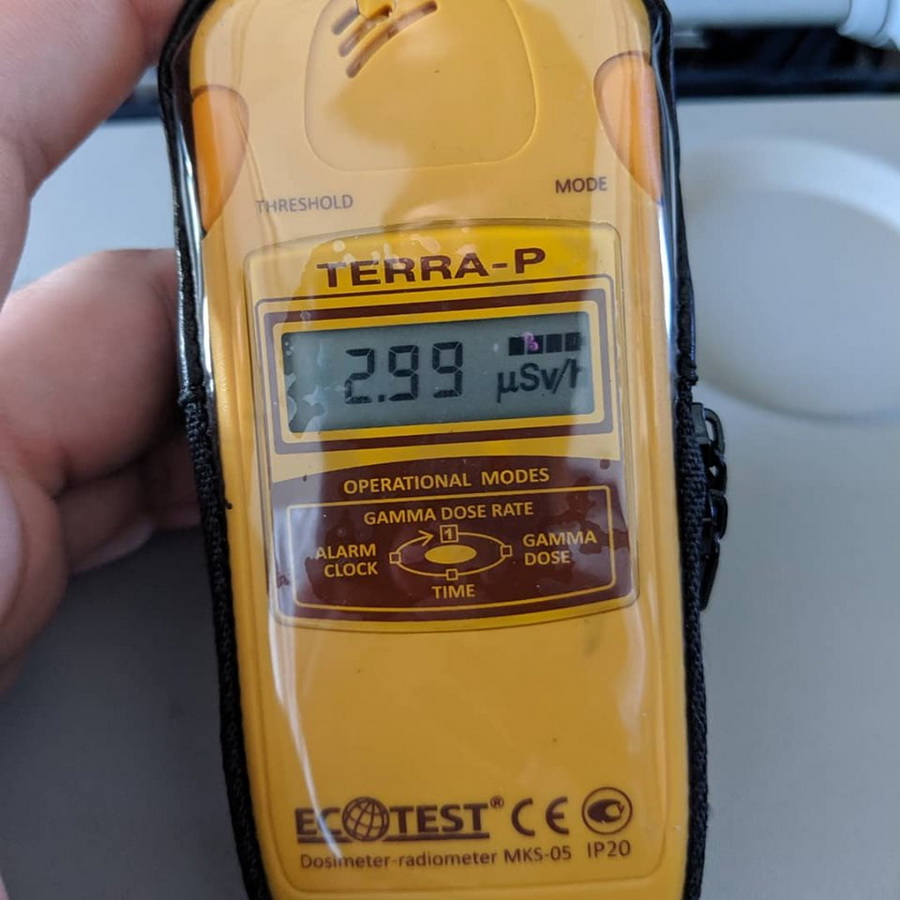 THRESHOLD
MODE
TERRA-P
2.99
µSv/h
OPERATIONAL MODES
GAMMA DOSE RATE
1
ALARM CLOCK
GAMMA DOSE
TIME
ECOTEST® CE
Dosimeter-radiometer MKS-05 IP20